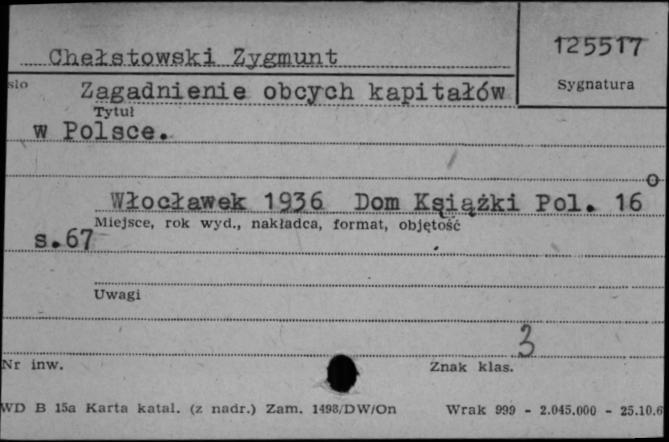 125517
Chełstowski Zygmunt
Sygnatura
sło
Zagadnienie obcych kapitałów
Tytuł
w Polsce.
o
Włocławek 1936 Dom Książki Pol. 16
Miejsce, rok wyd., nakładca, format, objętość
s.67
Uwagi
3
Nr inw.
Znak klas.
WD B 15a Karta katal. (z nadr.) Zam. 1498/DW/On
Wrak 999 - 2.045.000 - 25.10.6